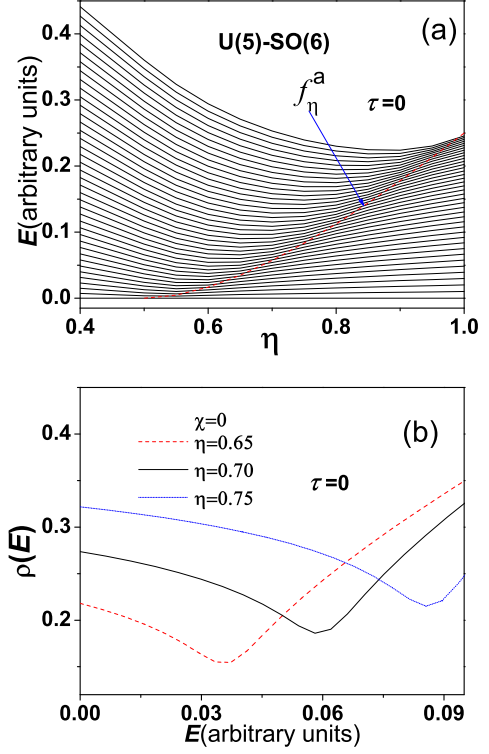 U(5)-SO(6)
(a)
f_η^a
τ=0
0.4
0.3
0.2
0.1
0.0
E(arbitrary units)
0.4
0.6
0.8
1.0
η
(b)
χ=0
η=0.65
η=0.70
η=0.75
τ=0
0.4
0.3
0.2
ρ(E)
0.00
0.03
0.06
0.09
E(arbitrary units)